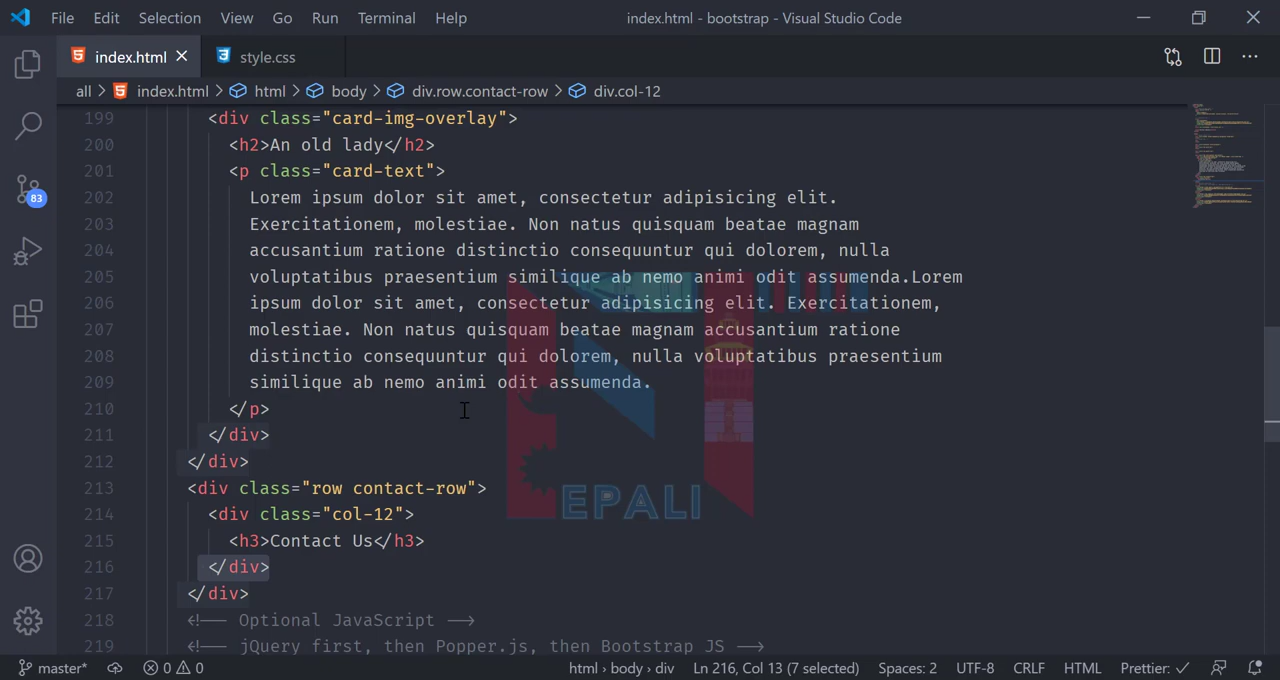 File Edit Selection View Go Run Terminal Help index.html - bootstrap - Visual Studio Code
index.html style.css
all > index.html > html > body > div.row.contact-row > div.col-12
199 <div class="card-img-overlay">
200 <h2>An old lady</h2>
201 <p class="card-text">
202 Lorem ipsum dolor sit amet, consectetur adipisicing elit.
203 Exercitationem, molestiae. Non natus quisquam beatae magnam
204 accusantium ratione distinctio consequuntur qui dolorem, nulla
205 voluptatibus praesentium similique ab nemo animi odit assumenda.Lorem
206 ipsum dolor sit amet, consectetur adipisicing elit. Exercitationem,
207 molestiae. Non natus quisquam beatae magnam accusantium ratione
208 distinctio consequuntur qui dolorem, nulla voluptatibus praesentium
209 similique ab nemo animi odit assumenda.
210 </p>
211 </div>
212 </div>
213 <div class="row contact-row">
214 <div class="col-12">
EPALI
215 <h3>Contact Us</h3>
216 </div>
217 </div>
218 <!-- Optional JavaScript -->
219 <!-- jQuery first, then Popper.js, then Bootstrap JS -->
83
master* 0 0 html > body > div Ln 216, Col 13 (7 selected) Spaces: 2 UTF-8 CRLF HTML Prettier: ✓